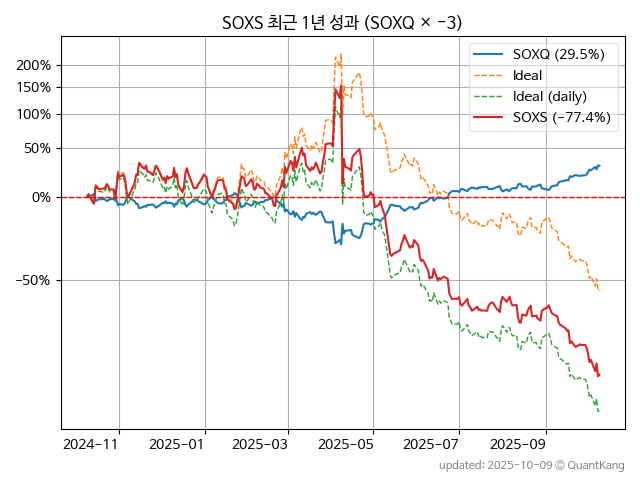 SOXS 최근 1년 성과 (SOXQ × −3)
200%
150%
100%
50%
0%
−50%
SOXQ (29.5%)
Ideal
Ideal (daily)
SOXS (−77.4%)
2024-11
2025-01
2025-03
2025-05
2025-07
2025-09
updated: 2025-10-09 © QuantKang